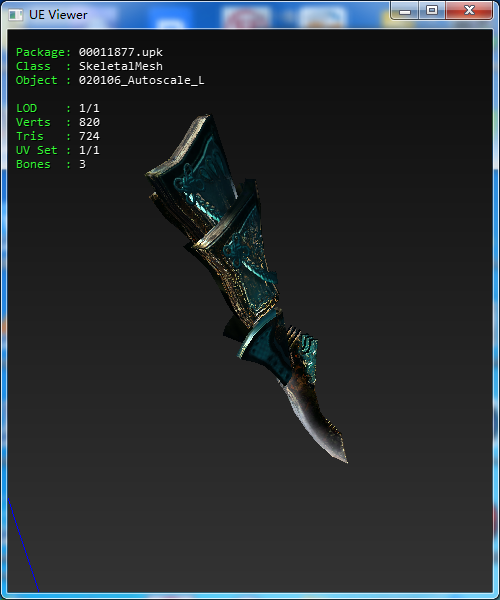 UE Viewer
Package: 00011877.upk
Class : SkeletalMesh
Object : 020106_Autoscale_L
LOD : 1/1
Verts : 820
Tris : 724
UV Set : 1/1
Bones : 3